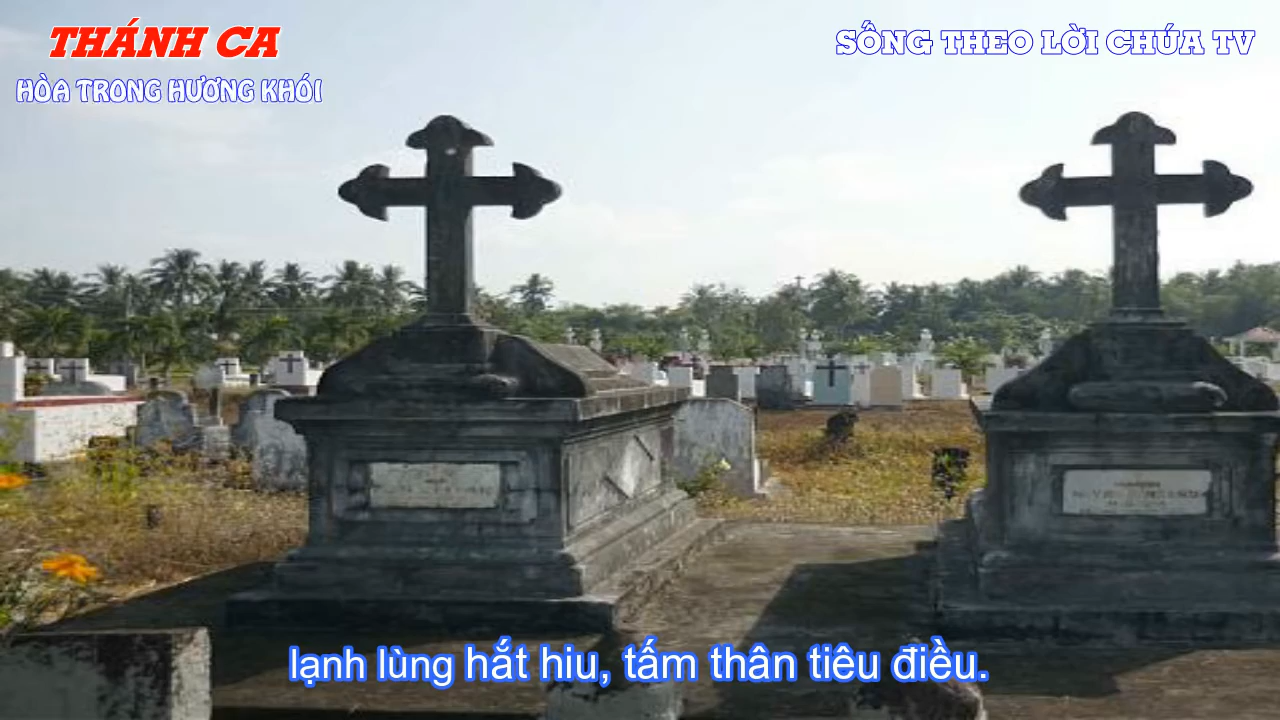 THÁNH CA
SỐNG THEO LỜI CHÚA TV
HÒA TRONG HƯƠNG KHÓI
lạnh lùng hắt hiu, tấm thân tiêu điều.